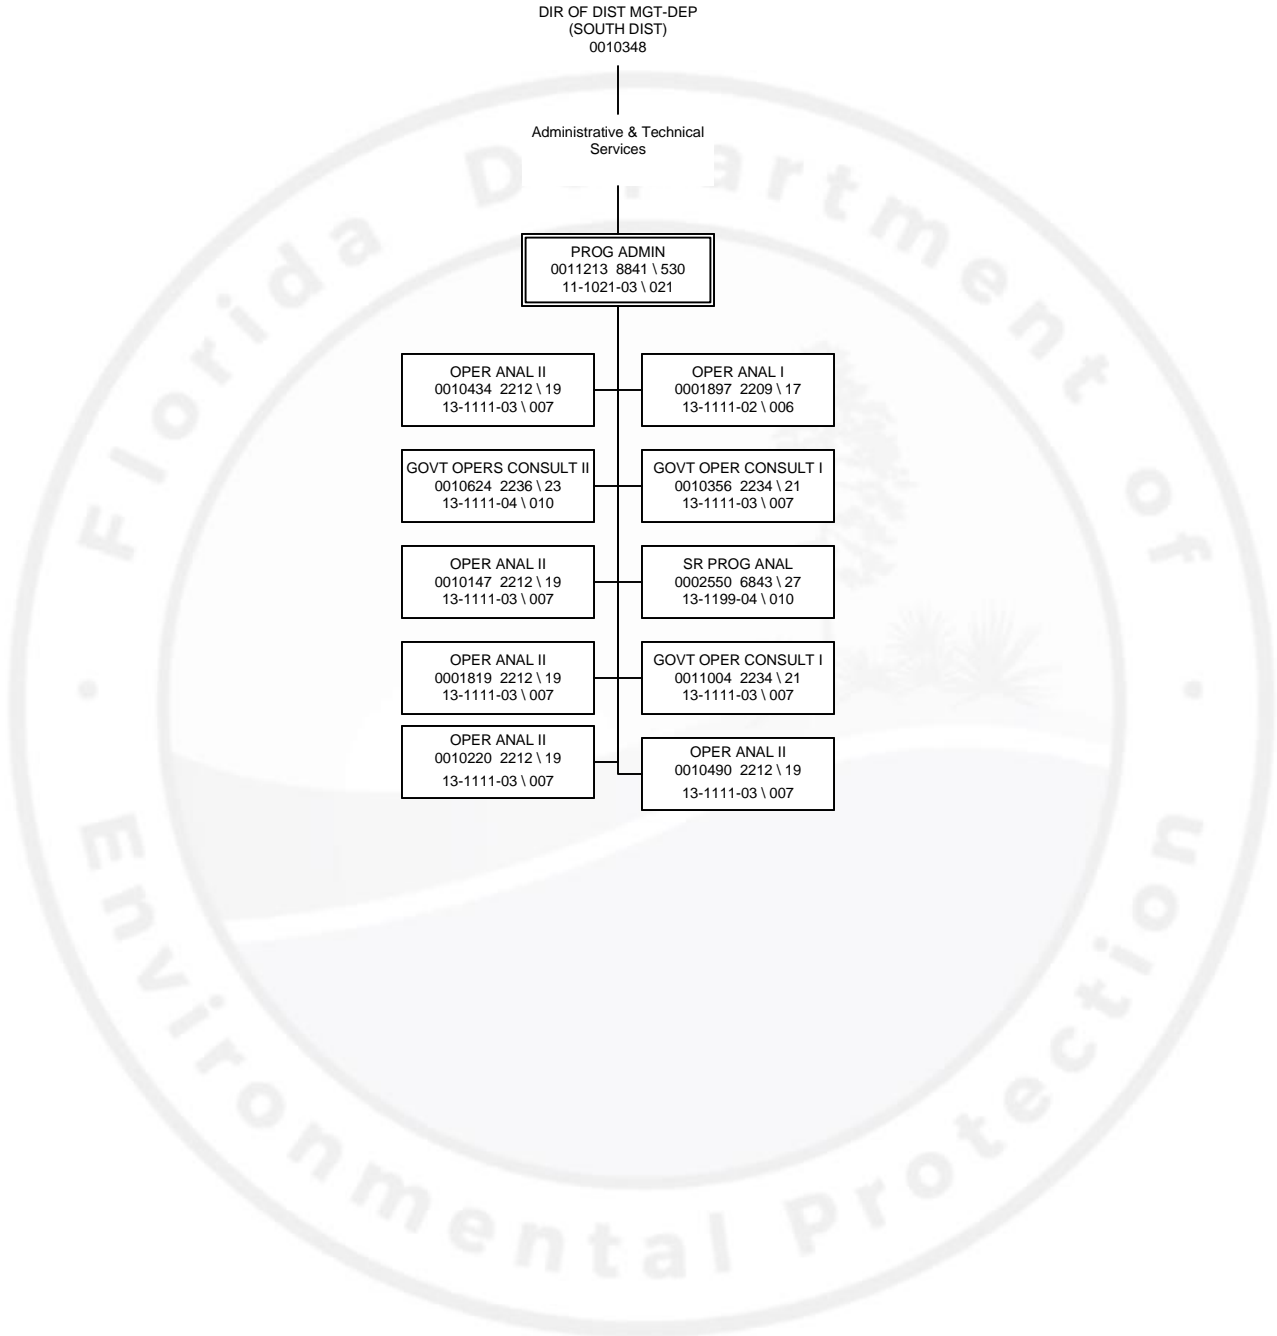 DIR OF DIST MGT-DEP
(SOUTH DIST)
0010348
Administrative & Technical
Services
PROG ADMIN
0011213 8841 \ 530
11-1021-03 \ 021
OPER ANAL II
0010434 2212 \ 19
13-1111-03 \ 007
OPER ANAL I
0001897 2209 \ 17
13-1111-02 \ 006
GOVT OPERS CONSULT II
0010624 2236 \ 23
13-1111-04 \ 010
GOVT OPER CONSULT I
0010356 2234 \ 21
13-1111-03 \ 007
OPER ANAL II
0010147 2212 \ 19
13-1111-03 \ 007
SR PROG ANAL
0002550 6843 \ 27
13-1199-04 \ 010
OPER ANAL II
0001819 2212 \ 19
13-1111-03 \ 007
GOVT OPER CONSULT I
0011004 2234 \ 21
13-1111-03 \ 007
OPER ANAL II
0010220 2212 \ 19
13-1111-03 \ 007
OPER ANAL II
0010490 2212 \ 19
13-1111-03 \ 007
Florida Department of
Environmental Protection